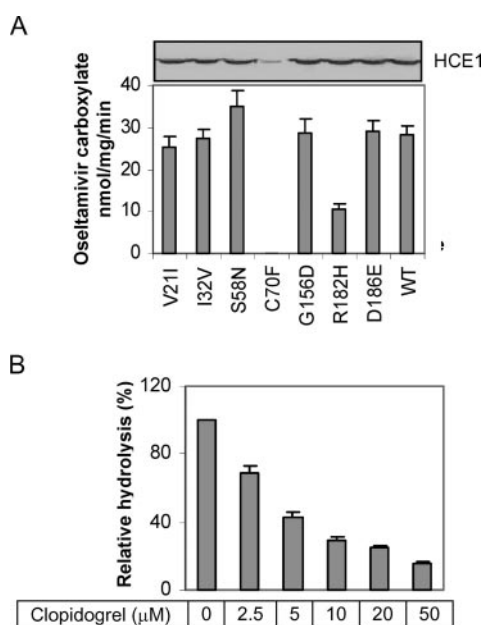 A
HCE1
Oseltamivir carboxylate
nmol/mg/min
40
30
20
10
0
V21I
I32V
S58N
C70F
G156D
R182H
D186E
WT
e
B
Relative hydrolysis (%)
120
80
40
0
Clopidogrel (μM) 0 2.5 5 10 20 50